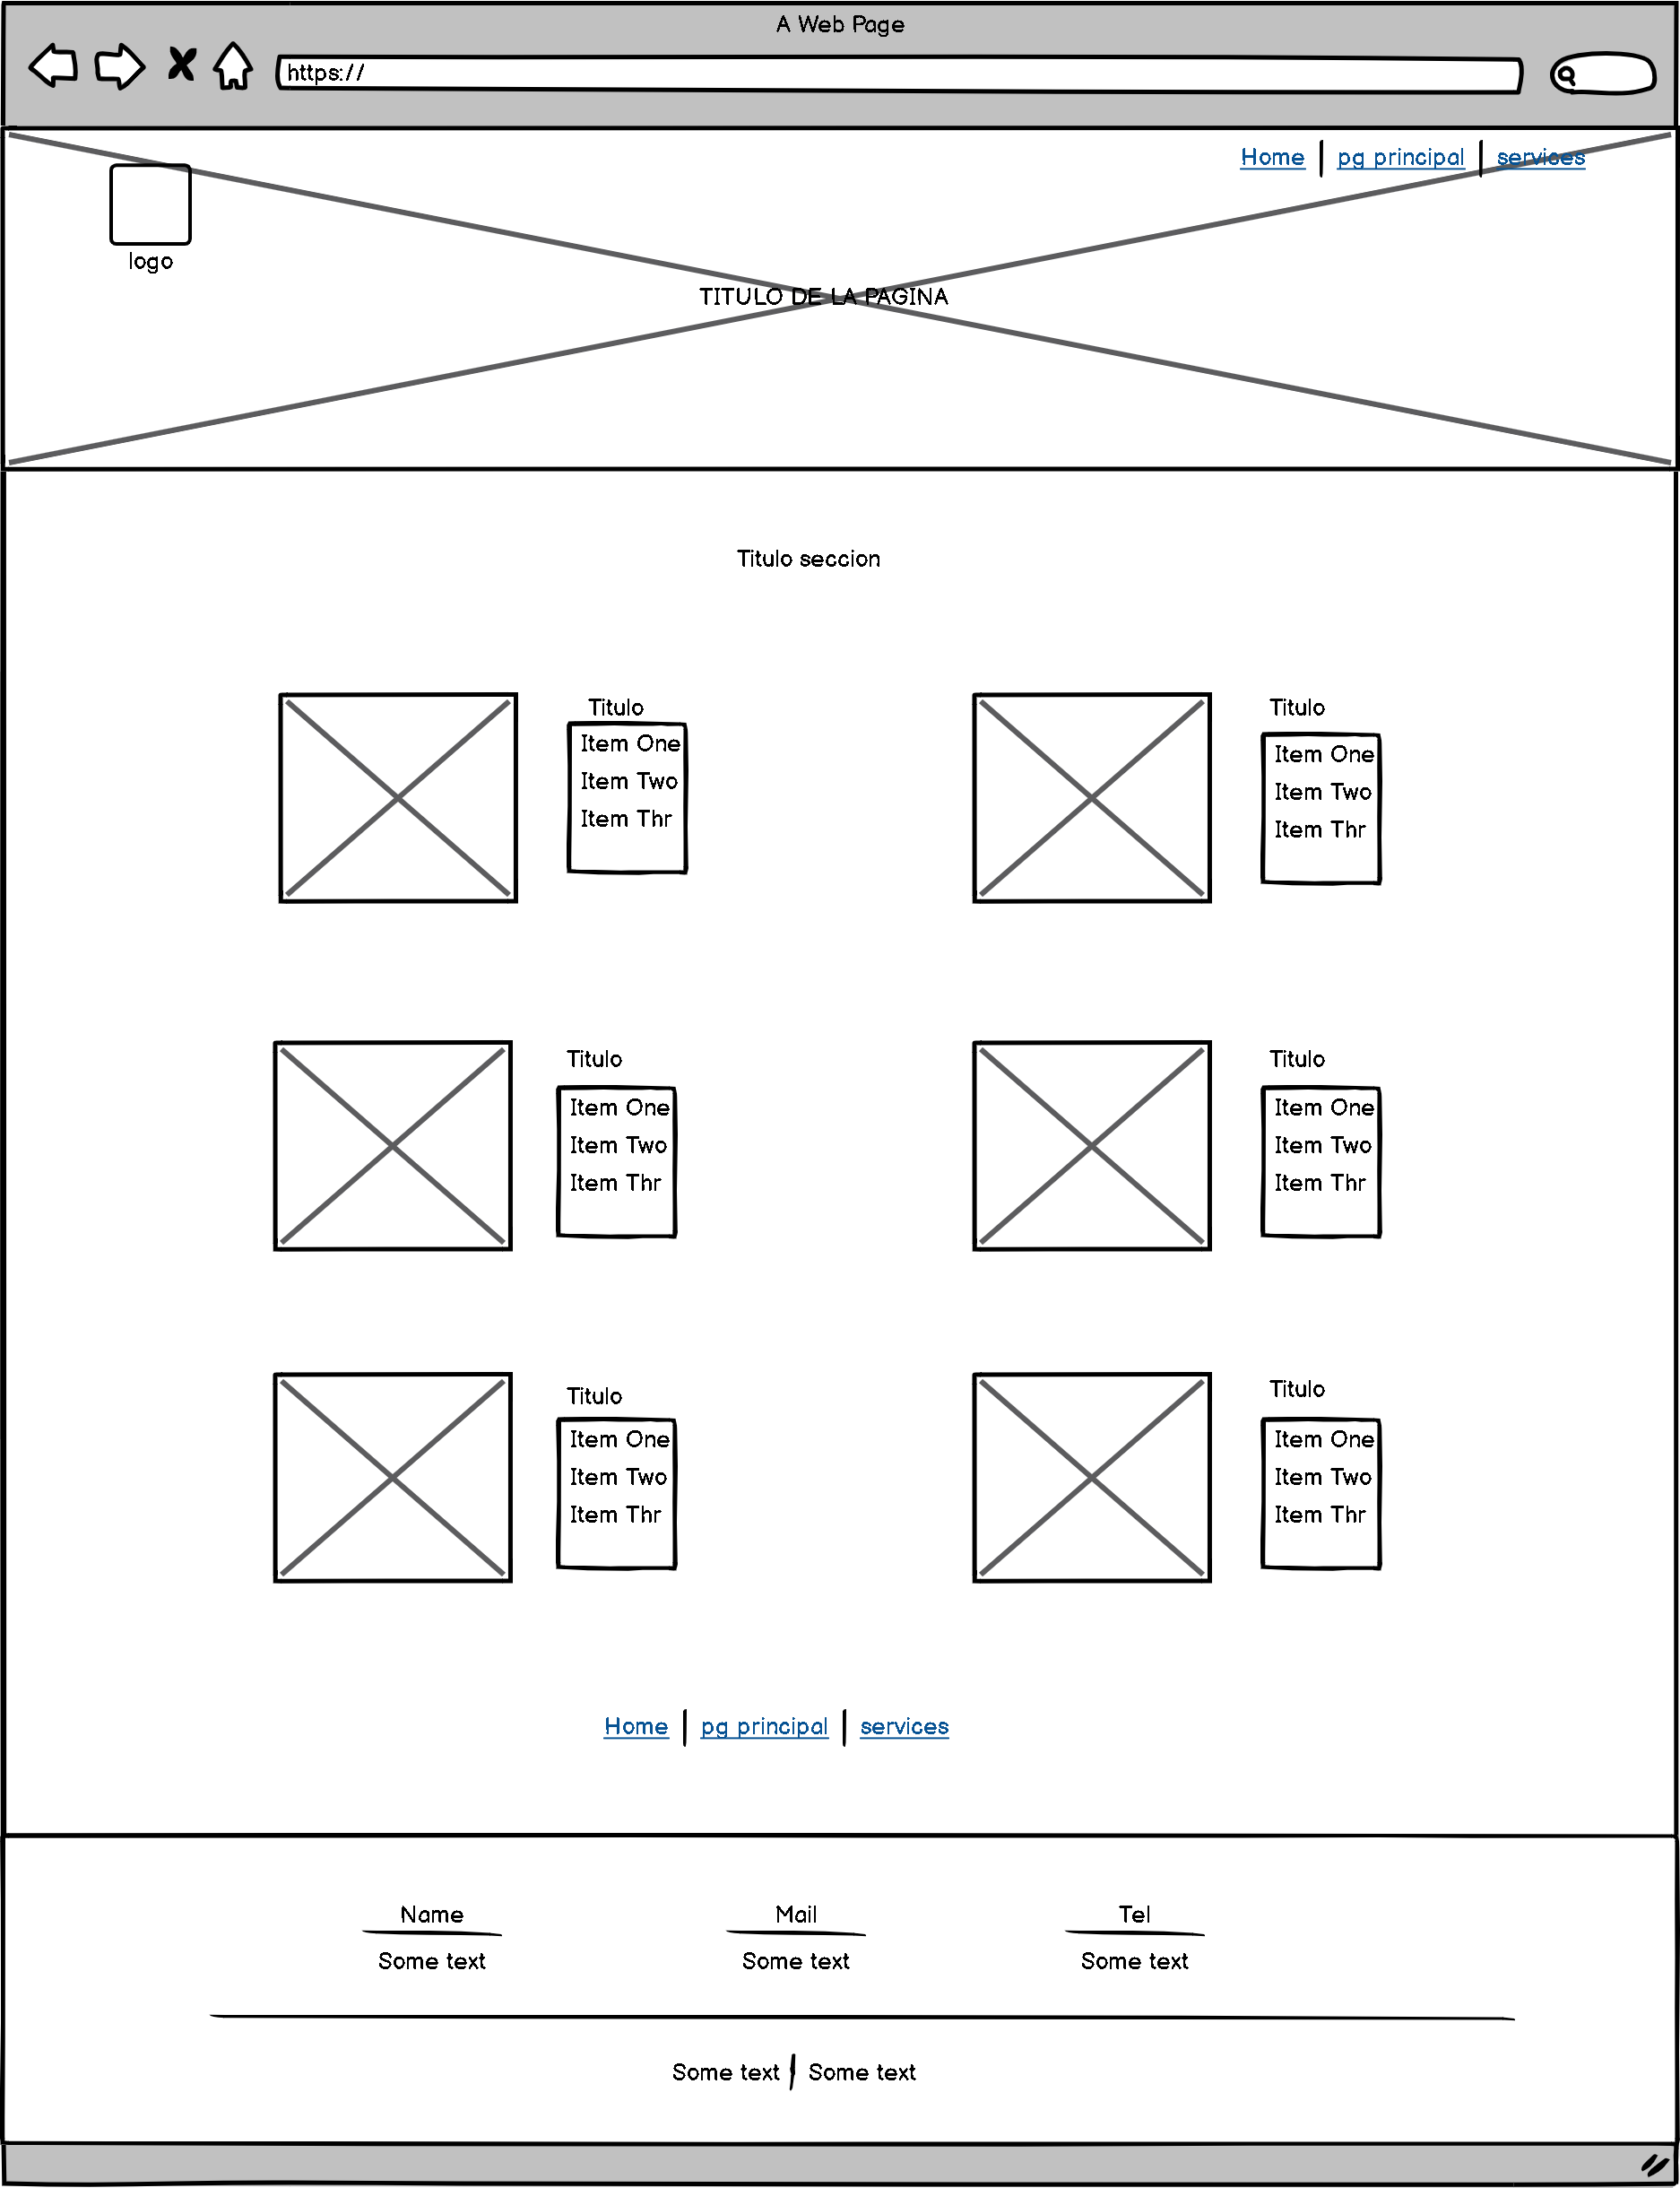 A Web Page
https://
Home | pg principal | services
logo
TITULO DE LA PAGINA
Titulo seccion
Titulo
Item One
Item Two
Item Thr
Titulo
Item One
Item Two
Item Thr
Titulo
Item One
Item Two
Item Thr
Titulo
Item One
Item Two
Item Thr
Titulo
Item One
Item Two
Item Thr
Titulo
Item One
Item Two
Item Thr
Home | pg principal | services
Name
Some text
Mail
Some text
Tel
Some text
Some text | Some text